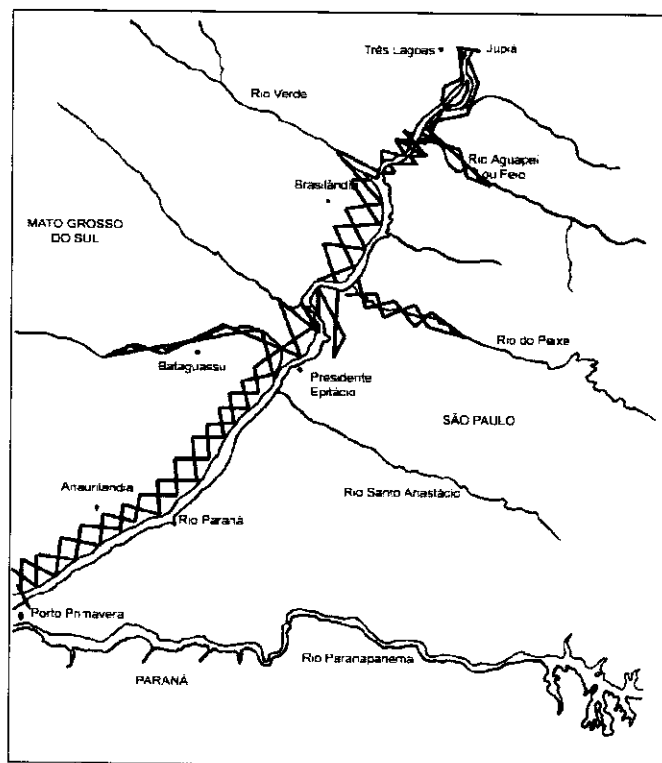 Três Lagoas
Jupiá
Rio Verde
Rio Aguapeí
ou Feio
Brasilândia
MATO GROSSO
DO SUL
Rio do Peixe
Bataguassu
Presidente
Epitácio
SÃO PAULO
Anaurilandia
Rio Santo Anastácio
Rio Paraná
Porto Primavera
Rio Paranapanema
PARANÁ